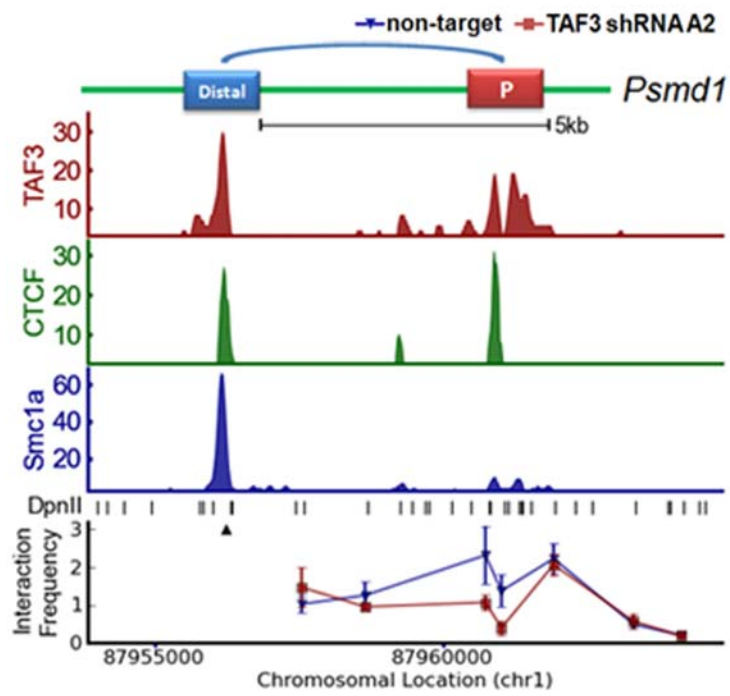 non-target TAF3 shRNA A2
Distal P Psmd1
5kb
TAF3
30
20
10
CTCF
30
20
10
Smc1a
60
40
20
DpnII
Interaction
Frequency
3
2
1
0
87955000 87960000
Chromosomal Location (chr1)